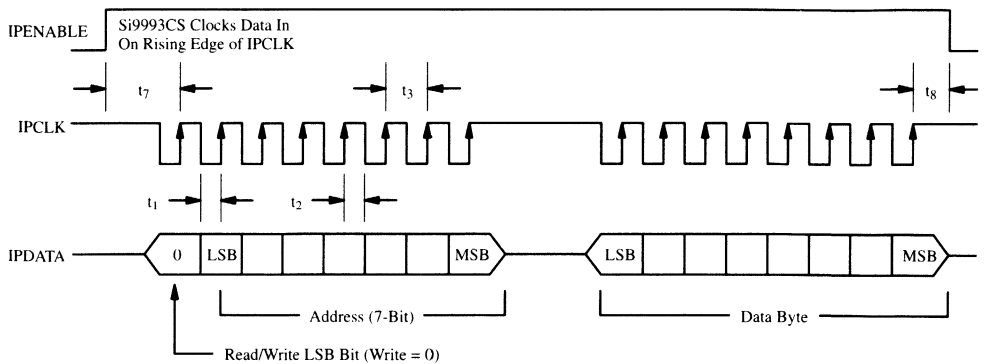 IPENABLE
Si9993CS Clocks Data In
On Rising Edge of IPCLK
t7
t3
t8
IPCLK
t1
t2
IPDATA
0
LSB
MSB
LSB
MSB
Address (7-Bit)
Data Byte
Read/Write LSB Bit (Write = 0)